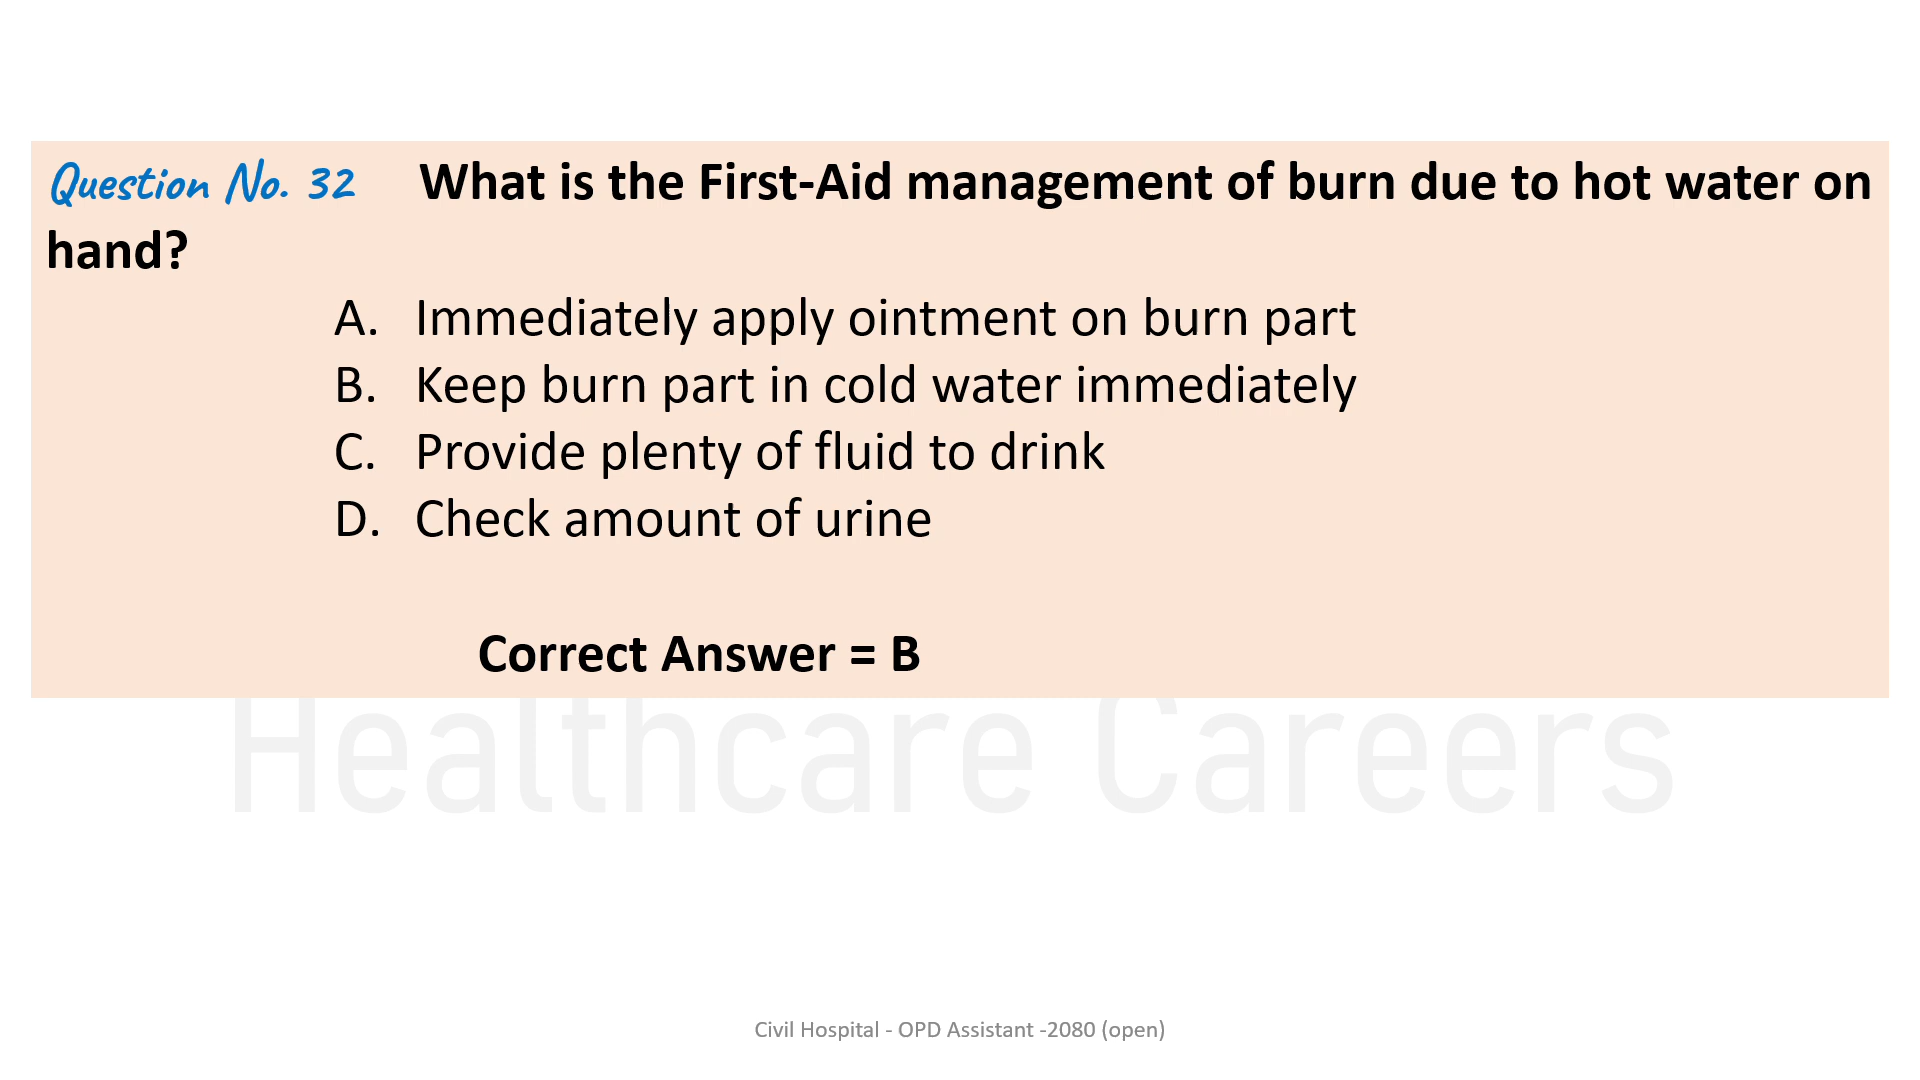 Question No. 32 What is the First-Aid management of burn due to hot water on
hand?
A. Immediately apply ointment on burn part
B. Keep burn part in cold water immediately
C. Provide plenty of fluid to drink
D. Check amount of urine
Correct Answer = B
Healthcare Careers
Civil Hospital - OPD Assistant -2080 (open)